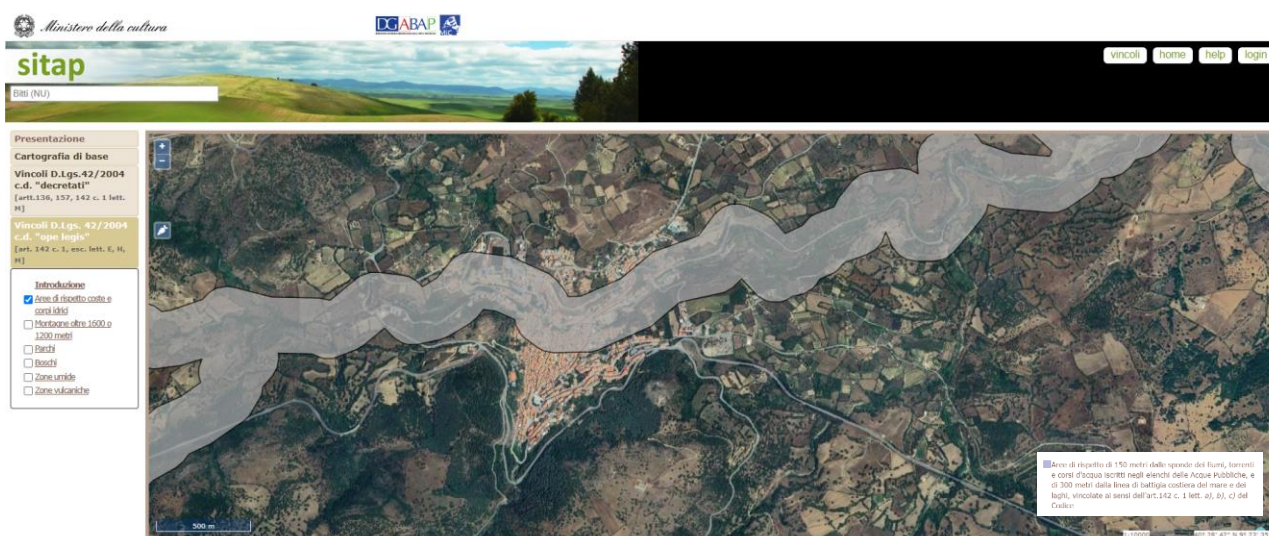 Ministero della cultura
DGABAP MiC
sitap
vincoli home help login
Bitti (NU)
Presentazione
Cartografia di base
Vincoli D.Lgs.42/2004
c.d. "decretati"
[artt.136, 157, 142 c. 1 lett.
M]
Vincoli D.Lgs. 42/2004
c.d. "ope legis"
[art. 142 c. 1, esc. lett. E, H,
M]
Introduzione
Aree di rispetto coste e
corpi idrici
Montagne oltre 1600 o
1200 metri
Parchi
Boschi
Zone umide
Zone vulcaniche
+
−
500 m
Aree di rispetto di 150 metri dalle sponde dei fiumi, torrenti
e corsi d'acqua iscritti negli elenchi delle Acque Pubbliche, e
di 300 metri dalla linea di battigia costiera del mare e dei
laghi, vincolate ai sensi dell'art.142 c. 1 lett. a), b), c) del
Codice